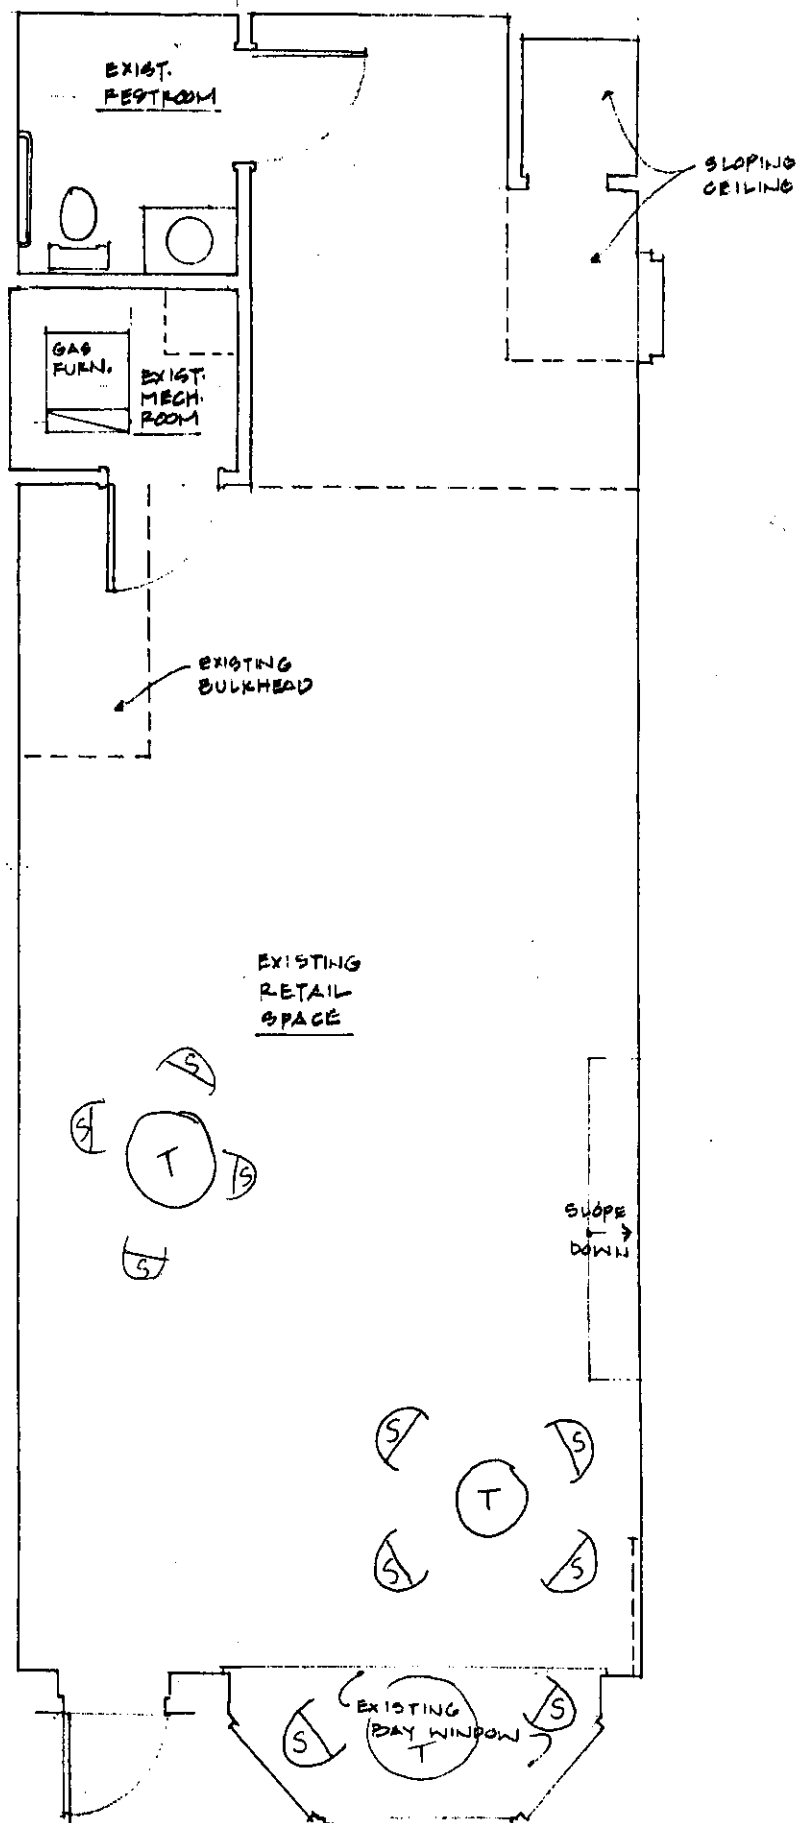 EXIST.
RESTROOM
SLOPING
CEILING
GAS
FURN.
EXIST.
MECH.
ROOM
EXISTING
BULKHEAD
EXISTING
RETAIL
SPACE
S
S
T
S
S
SLOPE
DOWN
S
S
T
S
S
EXISTING
BAY WINDOW
S
S
T